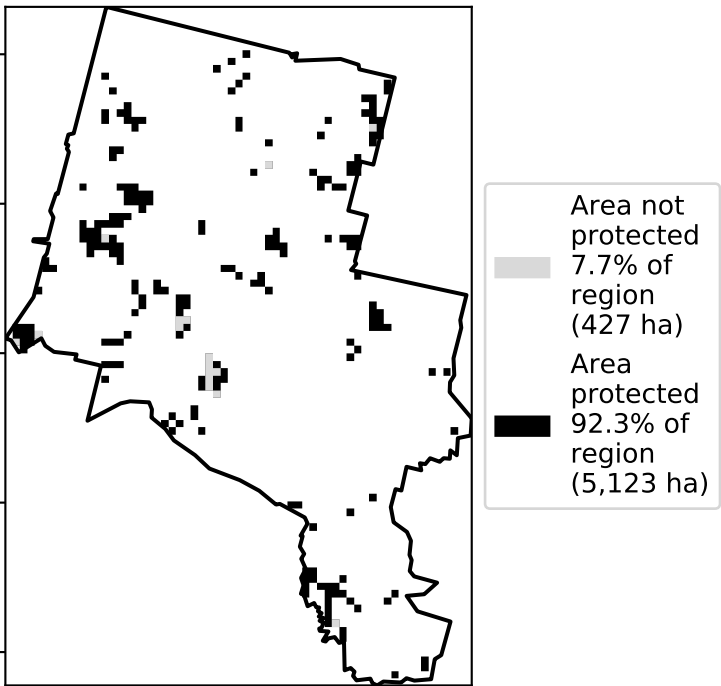 Area not
protected
7.7% of
region
(427 ha)
Area
protected
92.3% of
region
(5,123 ha)